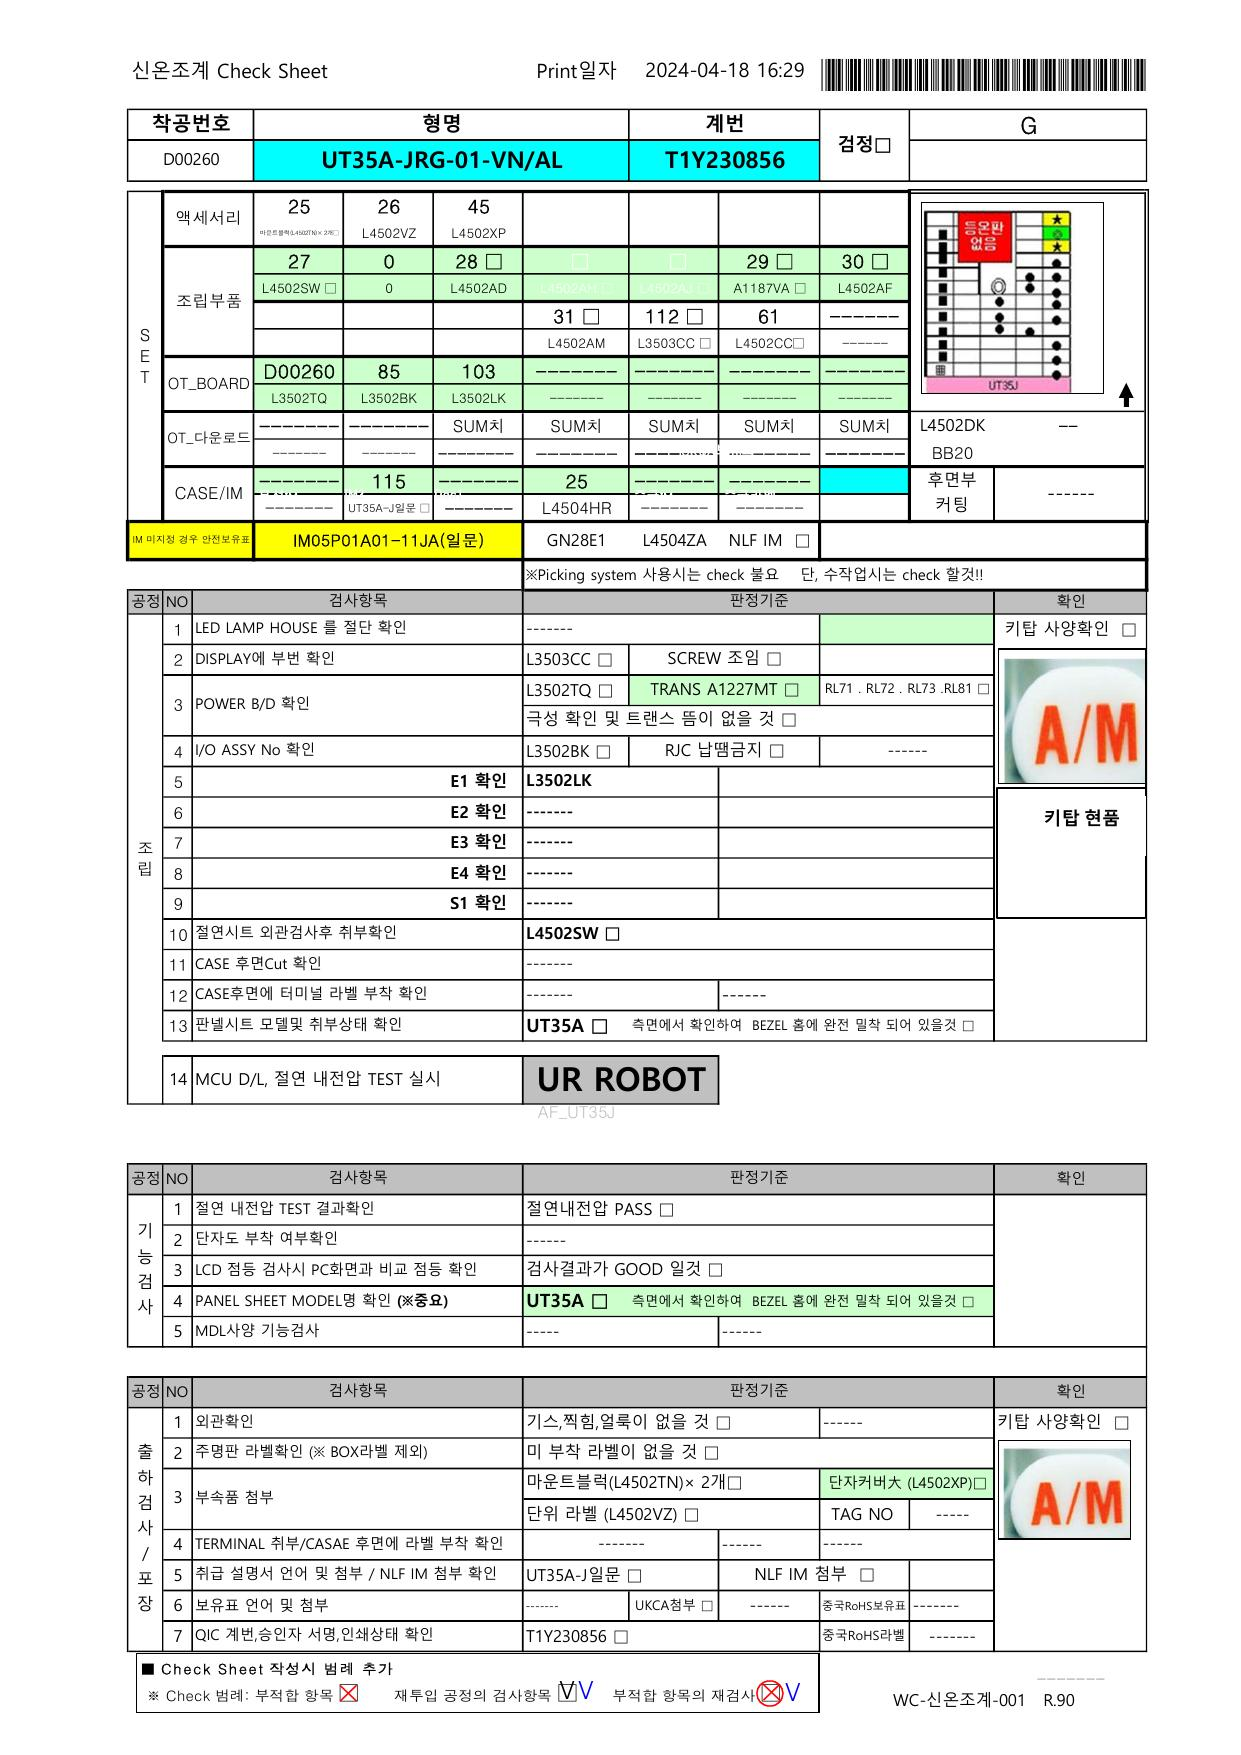 신온조계 Check Sheet Print일자 2024-04-18 16:29
착공번호 형명 계번 검정□ G
D00260 UT35A-JRG-01-VN/AL T1Y230856
S
E
T
액세서리 25 26 45
마운트블럭(L4502TN)× 2개□ L4502VZ L4502XP
조립부품 27 0 28 □ 29 □ 30 □
L4502SW □ 0 L4502AD A1187VA □ L4502AF
31 □ 112 □ 61 ------
L4502AM L3503CC □ L4502CC□ ------
등온판
없음
UT35J
OT_BOARD D00260 85 103 ------- ------- ------- -------
L3502TQ L3502BK L3502LK ------- ------- ------- -------
OT_다운로드 ------- ------- SUM치 SUM치 SUM치 SUM치 SUM치
------- ------- ------- ------- ------- -------
L4502DK --
BB20
CASE/IM ------- 115 ------- 25 ------- -------
------- UT35A-J일문 □ ------- L4504HR ------- -------
후면부
커팅 ------
IM 미지정 경우 안전보유표 IM05P01A01-11JA(일문) GN28E1 L4504ZA NLF IM □
※Picking system 사용시는 check 불요 단, 수작업시는 check 할것!!
공정 NO 검사항목 판정기준 확인
조
립
1 LED LAMP HOUSE 를 절단 확인 ------- 키탑 사양확인 □
2 DISPLAY에 부번 확인 L3503CC □ SCREW 조임 □
3 POWER B/D 확인 L3502TQ □ TRANS A1227MT □ RL71 . RL72 . RL73 .RL81 □
극성 확인 및 트랜스 뜸이 없을 것 □
A/M
4 I/O ASSY No 확인 L3502BK □ RJC 납땜금지 □ ------
5 E1 확인 L3502LK
6 E2 확인 -------
키탑 현품
7 E3 확인 -------
8 E4 확인 -------
9 S1 확인 -------
10 절연시트 외관검사후 취부확인 L4502SW □
11 CASE 후면Cut 확인 -------
12 CASE후면에 터미널 라벨 부착 확인 ------- ------
13 판넬시트 모델및 취부상태 확인 UT35A □ 측면에서 확인하여 BEZEL 홈에 완전 밀착 되어 있을것 □
14 MCU D/L, 절연 내전압 TEST 실시 UR ROBOT
AF_UT35J
공정 NO 검사항목 판정기준 확인
기
능
검
사
1 절연 내전압 TEST 결과확인 절연내전압 PASS □
2 단자도 부착 여부확인 ------
3 LCD 점등 검사시 PC화면과 비교 점등 확인 검사결과가 GOOD 일것 □
4 PANEL SHEET MODEL명 확인 (※중요) UT35A □ 측면에서 확인하여 BEZEL 홈에 완전 밀착 되어 있을것 □
5 MDL사양 기능검사 ----- ------
공정 NO 검사항목 판정기준 확인
출
하
검
사
/
포
장
1 외관확인 기스,찍힘,얼룩이 없을 것 □ ------ 키탑 사양확인 □
2 주명판 라벨확인 (※ BOX라벨 제외) 미 부착 라벨이 없을 것 □
3 부속품 첨부 마운트블럭(L4502TN)× 2개□ 단자커버大 (L4502XP)□
단위 라벨 (L4502VZ) □ TAG NO -----
A/M
4 TERMINAL 취부/CASAE 후면에 라벨 부착 확인 ------- ------ ------
5 취급 설명서 언어 및 첨부 / NLF IM 첨부 확인 UT35A-J일문 □ NLF IM 첨부 □
6 보유표 언어 및 첨부 ------- UKCA첨부 □ ------ 중국RoHS보유표 -------
7 QIC 계번,승인자 서명,인쇄상태 확인 T1Y230856 □ 중국RoHS라벨 -------
■ Check Sheet 작성시 범례 추가
※ Check 범례: 부적합 항목 ☒ 재투입 공정의 검사항목 V V 부적합 항목의 재검사 ☒ V
-------
WC-신온조계-001 R.90